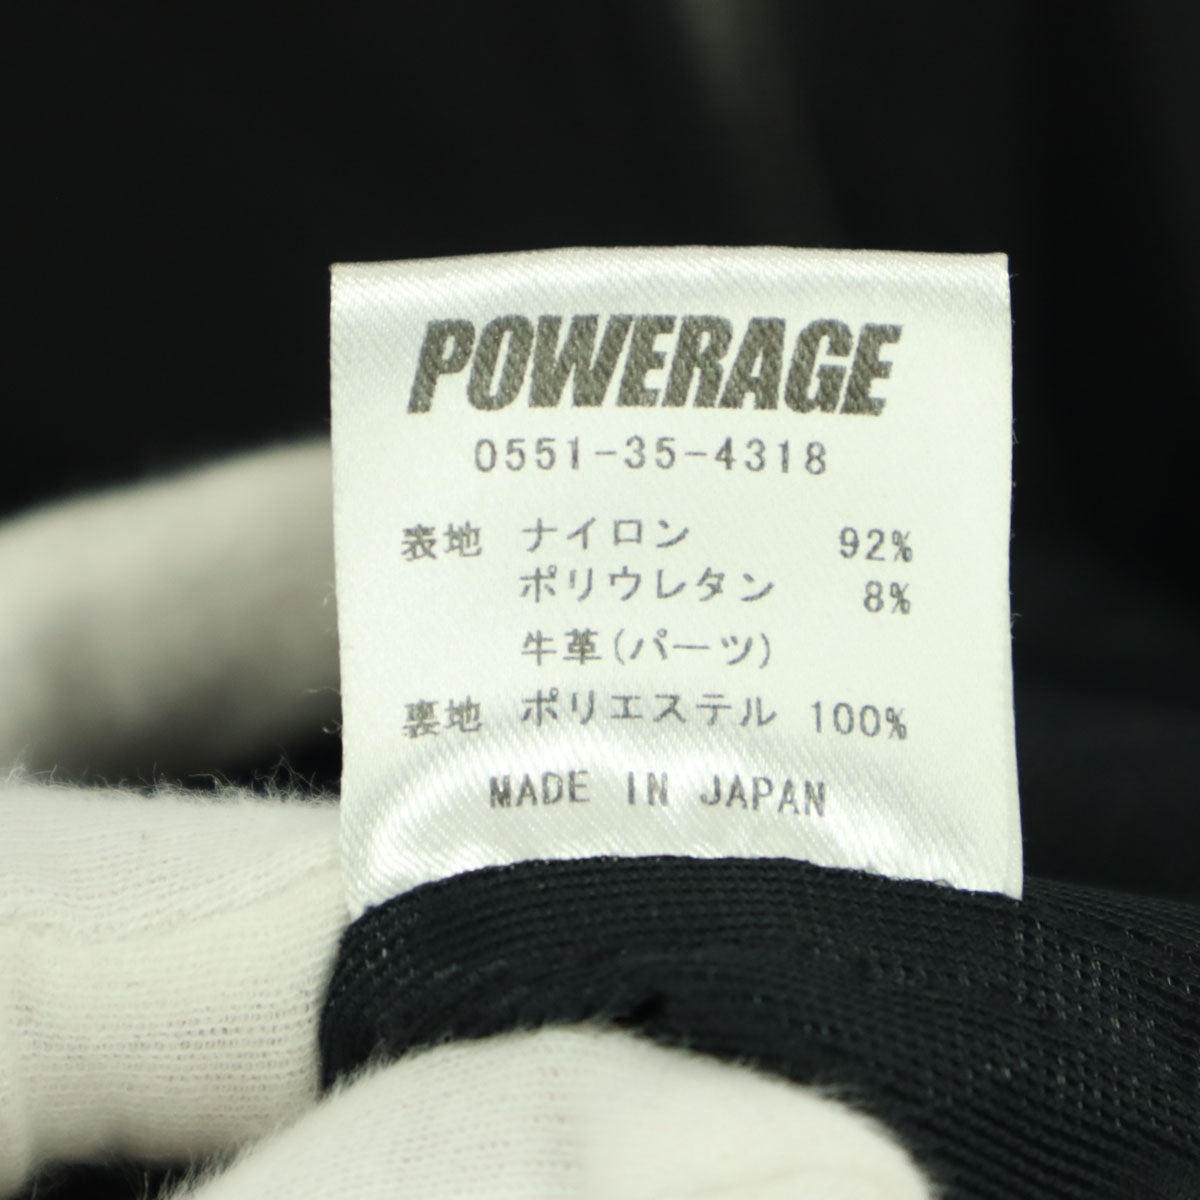 POWERAGE
0551-35-4318
表地 ナイロン 92%
ポリウレタン 8%
牛革(パーツ)
裏地 ポリエステル 100%
MADE IN JAPAN